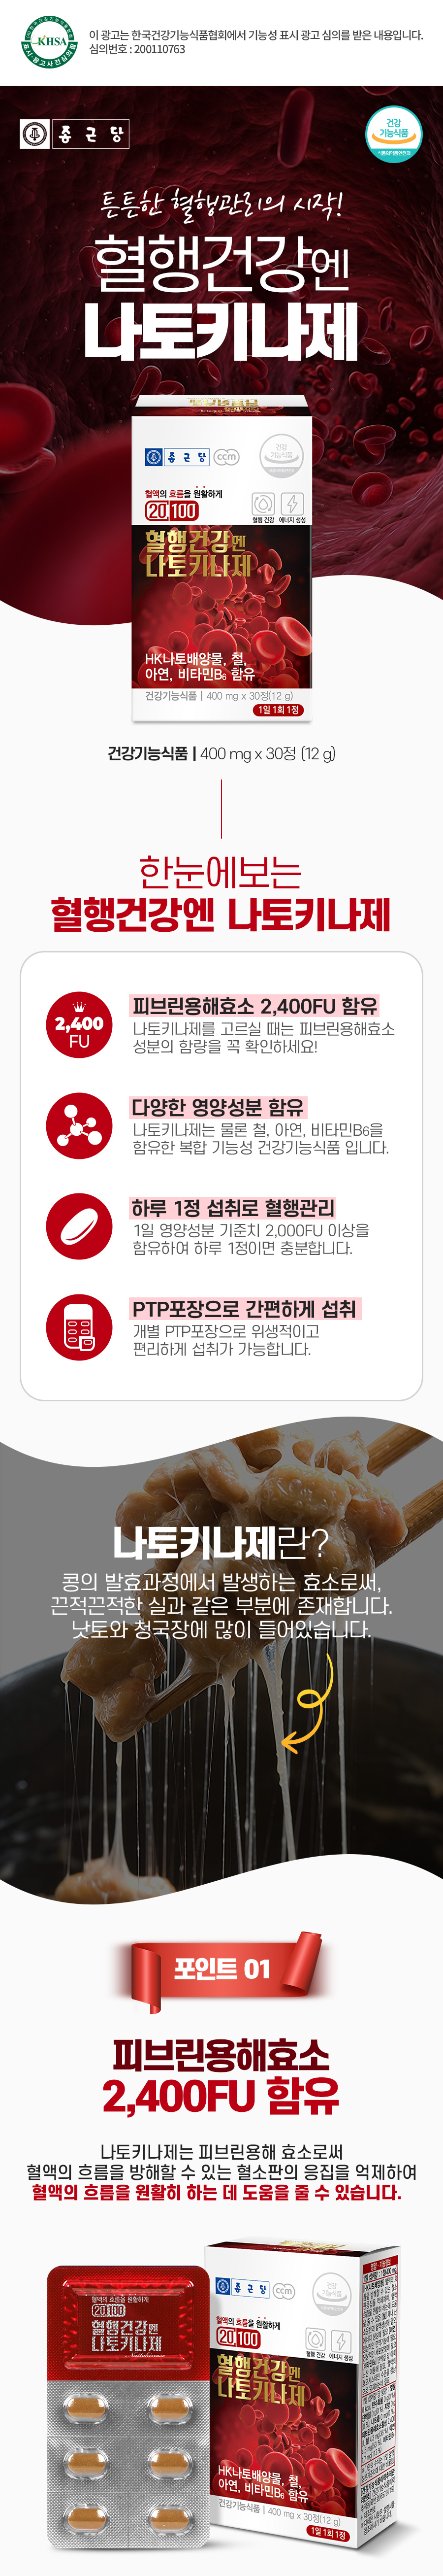 KHSA
표시·광고사전심의필
이 광고는 한국건강기능식품협회에서 기능성 표시 광고 심의를 받은 내용입니다.
심의번호 : 200110763
종근당
건강
기능식품
식품의약품안전처
튼튼한 혈행관리의 시작!
혈행건강엔
나토키나제
종근당
ccm
건강
기능식품
혈액의 흐름을 원활하게
20 100
혈행 건강 에너지 생성
혈행건강엔
나토키나제
HK나토배양물, 철,
아연, 비타민B6 함유
건강기능식품 | 400 mg x 30정(12 g)
1일 1회 1정
건강기능식품 | 400 mg x 30정 (12 g)
한눈에보는
혈행건강엔 나토키나제
2,400
FU
피브린용해효소 2,400FU 함유
나토키나제를 고르실 때는 피브린용해효소
성분의 함량을 꼭 확인하세요!
다양한 영양성분 함유
나토키나제는 물론 철, 아연, 비타민B6을
함유한 복합 기능성 건강기능식품 입니다.
하루 1정 섭취로 혈행관리
1일 영양성분 기준치 2,000FU 이상을
함유하여 하루 1정이면 충분합니다.
PTP포장으로 간편하게 섭취
개별 PTP포장으로 위생적이고
편리하게 섭취가 가능합니다.
나토키나제란?
콩의 발효과정에서 발생하는 효소로써,
끈적끈적한 실과 같은 부분에 존재합니다.
낫토와 청국장에 많이 들어있습니다.
포인트 01
피브린용해효소
2,400FU 함유
나토키나제는 피브린용해 효소로써
혈액의 흐름을 방해할 수 있는 혈소판의 응집을 억제하여
혈액의 흐름을 원활히 하는 데 도움을 줄 수 있습니다.
혈액의 흐름을 원활하게
20 100
혈행건강엔
나토키나제
Nattokinase
종근당
ccm
건강
기능식품
혈액의 흐름을 원활하게
20 100
혈행 건강 에너지 생성
혈행건강엔
나토키나제
HK나토배양물, 철,
아연, 비타민B6 함유
건강기능식품 | 400 mg x 30정(12 g)
1일 1회 1정